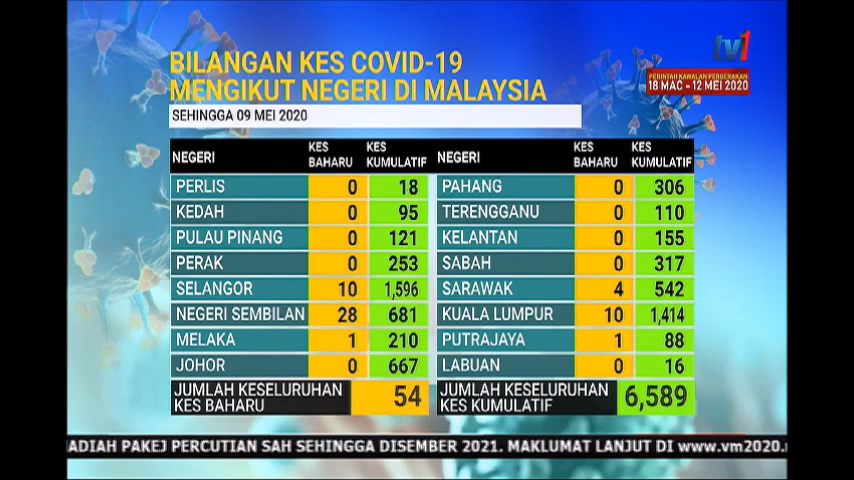 BILANGAN KES COVID-19
MENGIKUT NEGERI DI MALAYSIA
tv1
PERINTAH KAWALAN PERGERAKAN
18 MAC - 12 MEI 2020
SEHINGGA 09 MEI 2020
NEGERI KES BAHARU KES KUMULATIF NEGERI KES BAHARU KES KUMULATIF
PERLIS 0 18 PAHANG 0 306
KEDAH 0 95 TERENGGANU 0 110
PULAU PINANG 0 121 KELANTAN 0 155
PERAK 0 253 SABAH 0 317
SELANGOR 10 1,596 SARAWAK 4 542
NEGERI SEMBILAN 28 681 KUALA LUMPUR 10 1,414
MELAKA 1 210 PUTRAJAYA 1 88
JOHOR 0 667 LABUAN 0 16
JUMLAH KESELURUHAN KES BAHARU 54 JUMLAH KESELURUHAN KES KUMULATIF 6,589
ADIAH PAKEJ PERCUTIAN SAH SEHINGGA DISEMBER 2021. MAKLUMAT LANJUT DI www.vm2020.